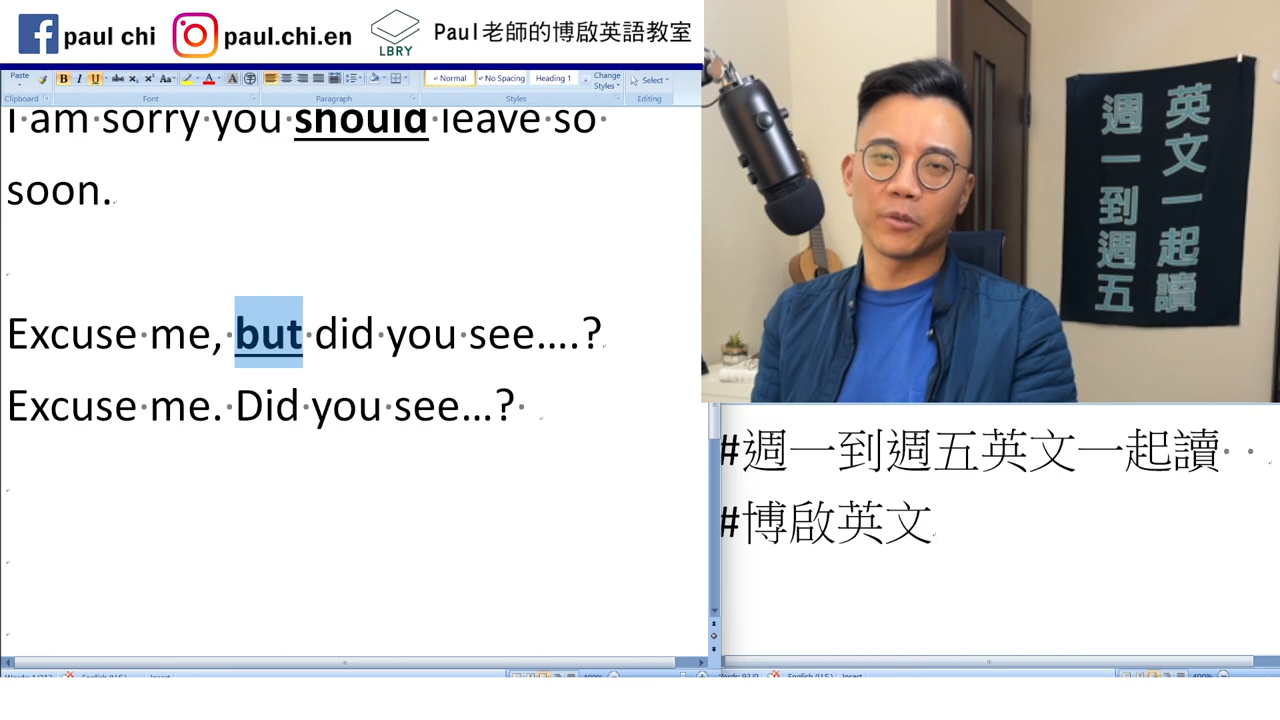 paul chi
paul.chi.en
LBRY
Paul老師的博啟英語教室
Paste
Clipboard
Font
Paragraph
Normal
No Spacing
Heading 1
Change Styles
Styles
Select
Editing
I am sorry you should leave so
soon.
Excuse me, but did you see....?
Excuse me. Did you see...?
英文一起讀
週一到週五
#週一到週五英文一起讀
#博啟英文